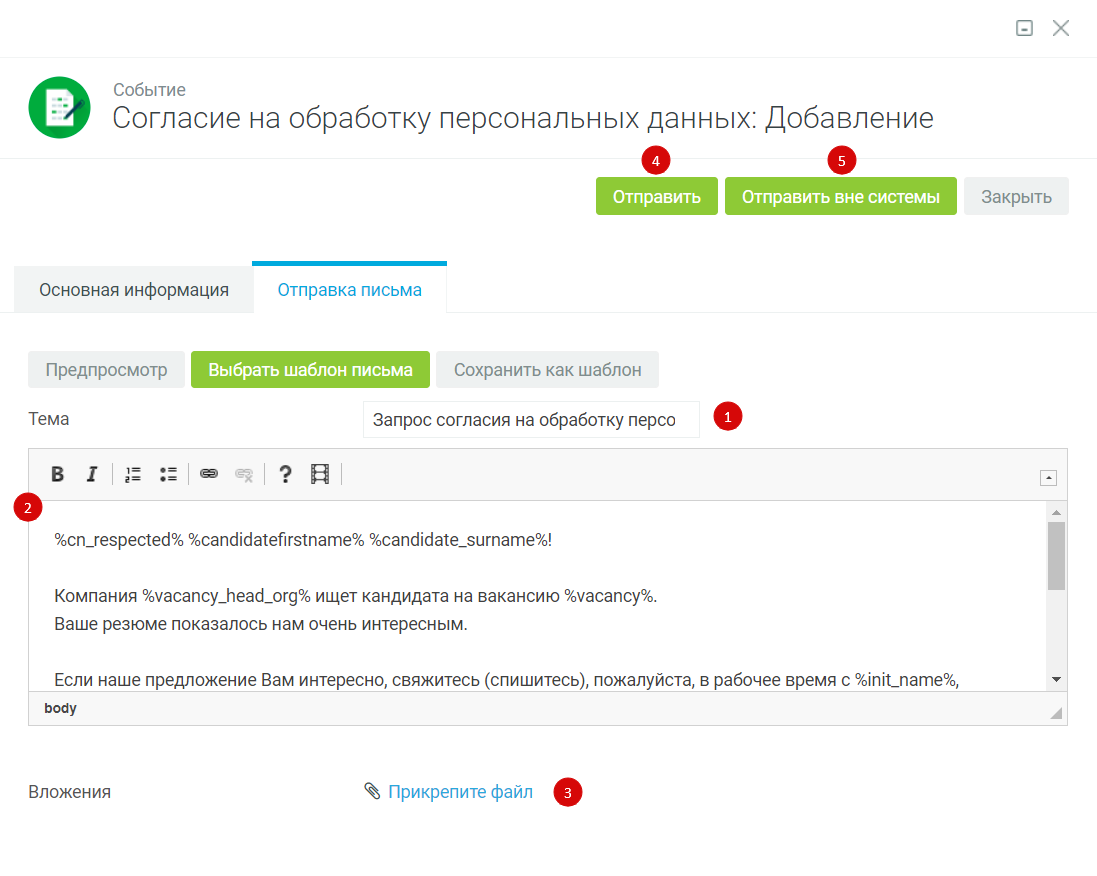 Событие
Согласие на обработку персональных данных: Добавление
4
5
Отправить
Отправить вне системы
Закрыть
Основная информация
Отправка письма
Предпросмотр
Выбрать шаблон письма
Сохранить как шаблон
Тема
Запрос согласия на обработку персо
1
B I ?
2
%cn_respected% %candidatefirstname% %candidate_surname%!
Компания %vacancy_head_org% ищет кандидата на вакансию %vacancy%.
Ваше резюме показалось нам очень интересным.
Если наше предложение Вам интересно, свяжитесь (спишитесь), пожалуйста, в рабочее время с %init_name%,
body
Вложения
Прикрепите файл
3